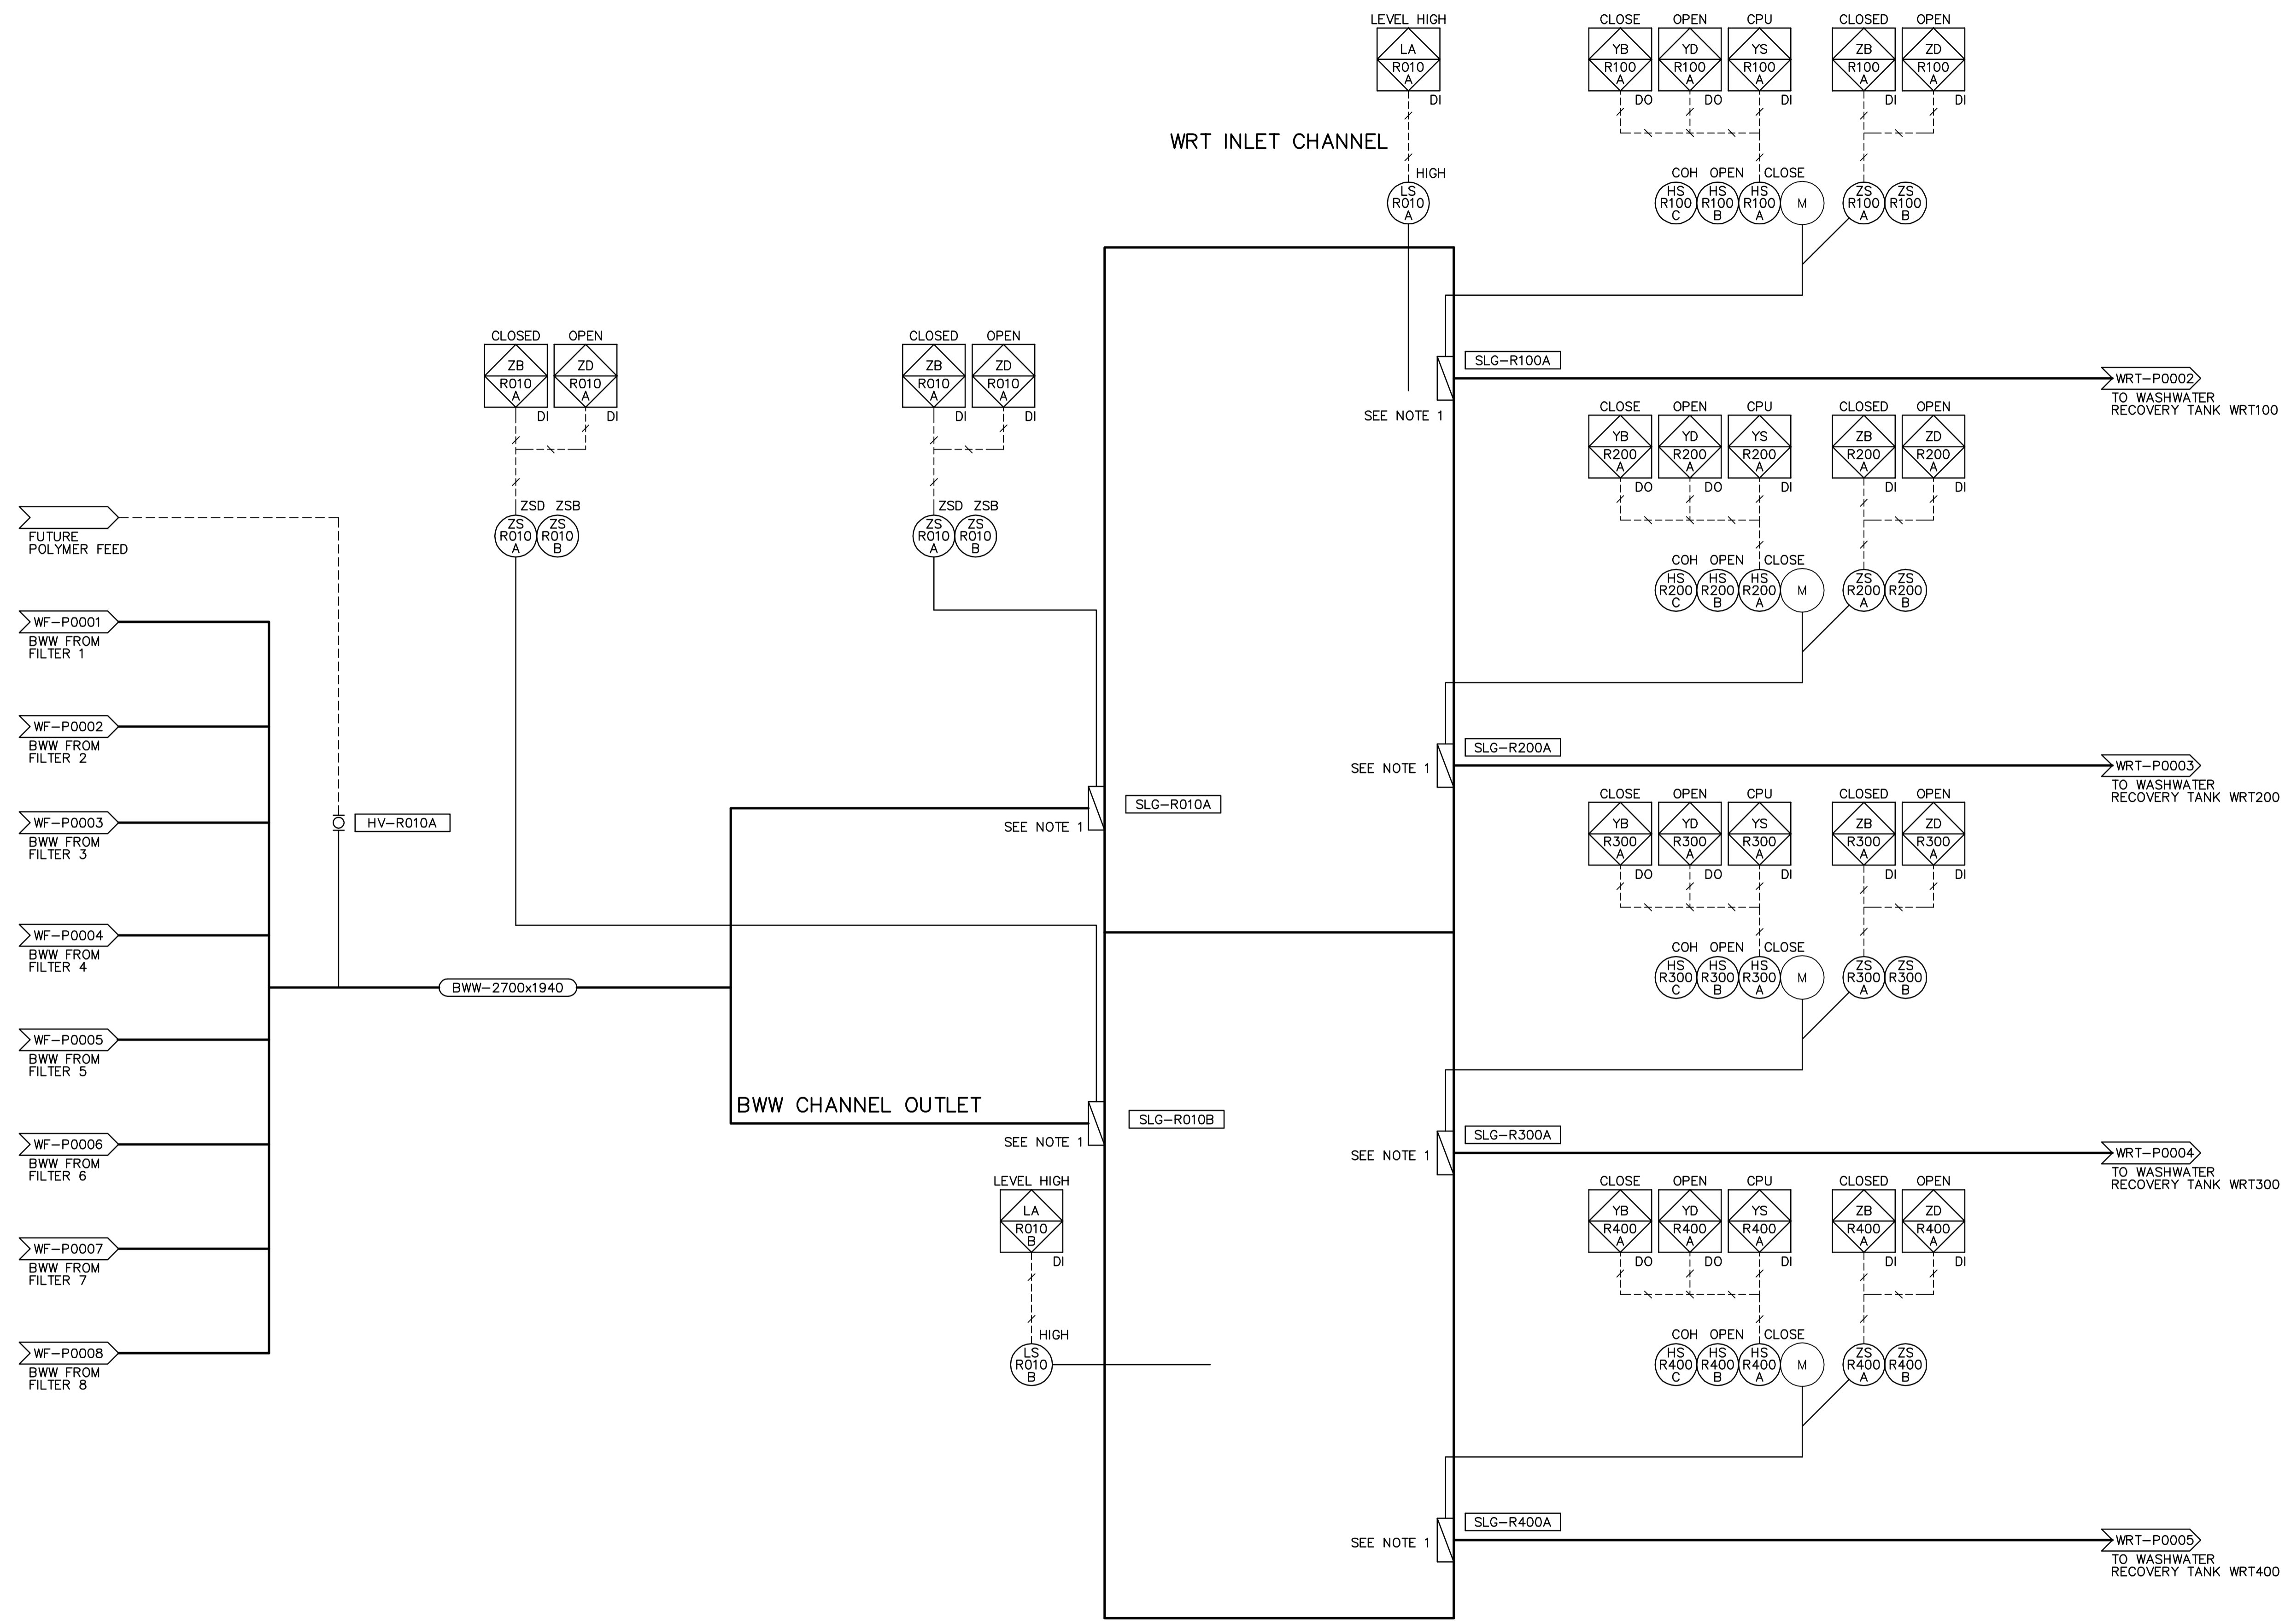 LEVEL HIGH
LA
R010
A
DI
WRT INLET CHANNEL
HIGH
LS
R010
A
CLOSE OPEN CPU CLOSED OPEN
YB YD YS ZB ZD
R100 R100 R100 R100 R100
A A A A A
DO DO DI DI DI
COH OPEN CLOSE
HS HS HS ZS ZS
R100 R100 R100 M R100 R100
C B A A B
SLG-R100A
SEE NOTE 1
WRT-P0002
TO WASHWATER
RECOVERY TANK WRT100
CLOSED OPEN
ZB ZD
R010 R010
A A
DI DI
ZSD ZSB
ZS ZS
R010 R010
A B
CLOSED OPEN
ZB ZD
R010 R010
A A
DI DI
ZSD ZSB
ZS ZS
R010 R010
A B
CLOSE OPEN CPU CLOSED OPEN
YB YD YS ZB ZD
R200 R200 R200 R200 R200
A A A A A
DO DO DI DI DI
COH OPEN CLOSE
HS HS HS ZS ZS
R200 R200 R200 M R200 R200
C B A A B
SLG-R200A
SEE NOTE 1
WRT-P0003
TO WASHWATER
RECOVERY TANK WRT200
FUTURE
POLYMER FEED
WF-P0001
BWW FROM
FILTER 1
WF-P0002
BWW FROM
FILTER 2
WF-P0003
BWW FROM
FILTER 3
HV-R010A
WF-P0004
BWW FROM
FILTER 4
BWW-2700x1940
WF-P0005
BWW FROM
FILTER 5
WF-P0006
BWW FROM
FILTER 6
WF-P0007
BWW FROM
FILTER 7
WF-P0008
BWW FROM
FILTER 8
SLG-R010A
SEE NOTE 1
BWW CHANNEL OUTLET
SLG-R010B
SEE NOTE 1
LEVEL HIGH
LA
R010
B
DI
HIGH
LS
R010
B
CLOSE OPEN CPU CLOSED OPEN
YB YD YS ZB ZD
R300 R300 R300 R300 R300
A A A A A
DO DO DI DI DI
COH OPEN CLOSE
HS HS HS ZS ZS
R300 R300 R300 M R300 R300
C B A A B
SLG-R300A
SEE NOTE 1
WRT-P0004
TO WASHWATER
RECOVERY TANK WRT300
CLOSE OPEN CPU CLOSED OPEN
YB YD YS ZB ZD
R400 R400 R400 R400 R400
A A A A A
DO DO DI DI DI
COH OPEN CLOSE
HS HS HS ZS ZS
R400 R400 R400 M R400 R400
C B A A B
SLG-R400A
SEE NOTE 1
WRT-P0005
TO WASHWATER
RECOVERY TANK WRT400